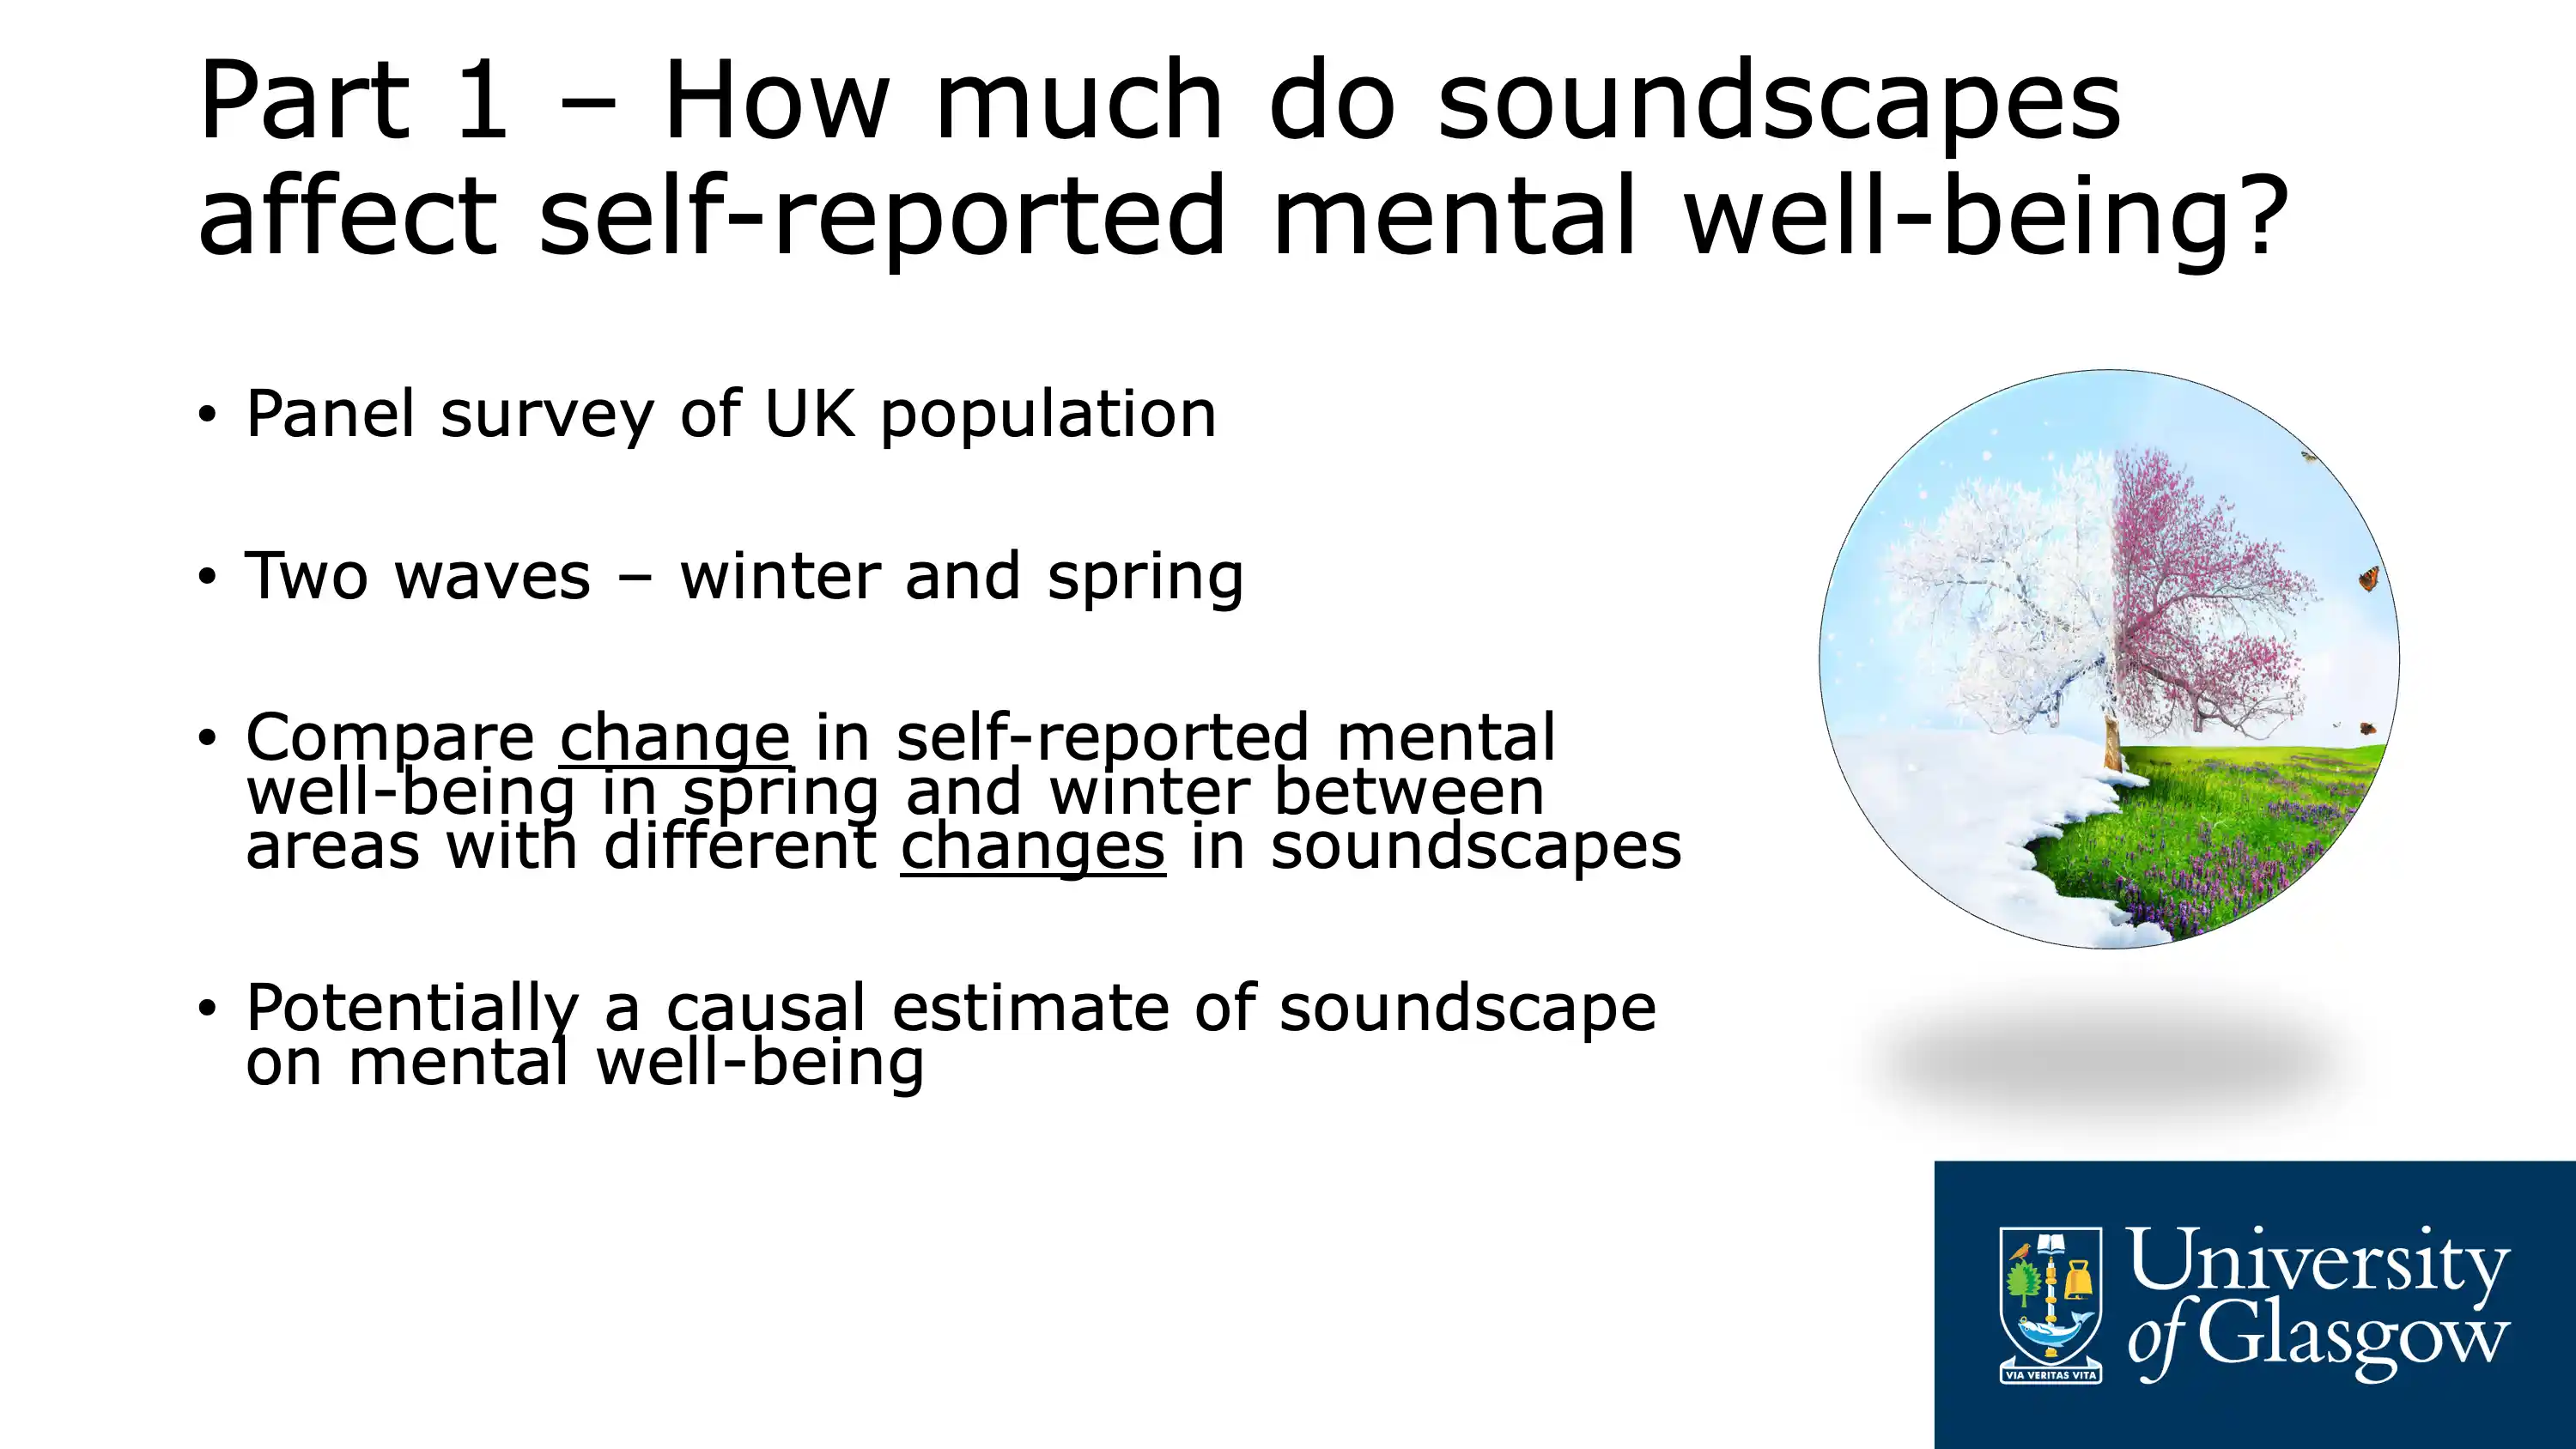 Part 1 – How much do soundscapes
affect self-reported mental well-being?
• Panel survey of UK population
• Two waves – winter and spring
• Compare change in self-reported mental
well-being in spring and winter between
areas with different changes in soundscapes
• Potentially a causal estimate of soundscape
on mental well-being
University
of Glasgow
VIA VERITAS VITA